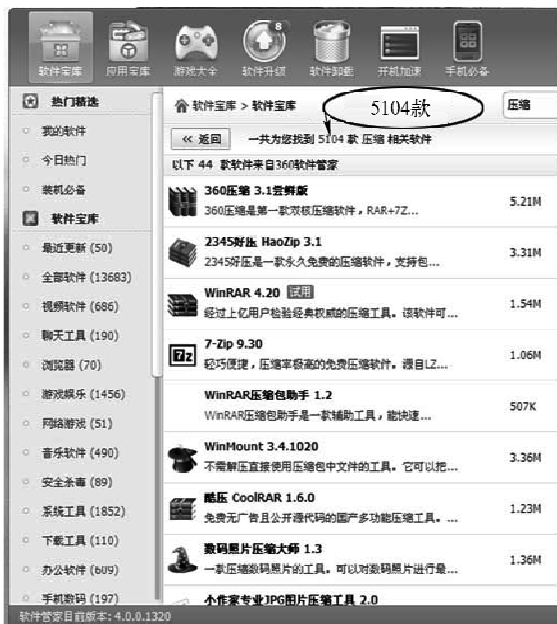 8
软件宝库 应用宝库 游戏大全 软件升级 软件卸载 开机加速 手机必备
热门精选
我的软件
今日热门
装机必备
软件宝库
最近更新 (50)
全部软件 (13683)
视频软件 (686)
聊天工具 (190)
浏览器 (70)
游戏娱乐 (1456)
网络游戏 (51)
音乐软件 (490)
安全杀毒 (89)
系统工具 (1852)
下载工具 (110)
办公软件 (609)
手机数码 (197)
软件宝库 > 软件宝库
5104款
压缩
<< 返回 一共为您找到 5104 款 压缩 相关软件
以下 44 款软件来自360软件管家
360压缩 3.1尝鲜版
360压缩是第一款双核压缩软件，RAR+7Z...
5.21M
2345好压 HaoZip 3.1
2345好压是一款永久免费的压缩软件，支持包...
3.31M
WinRAR 4.20 试用
经过上亿用户检验经典权威的压缩工具。该软件可...
1.54M
7z
7-Zip 9.30
轻巧便捷，压缩率极高的免费压缩软件。源自LZ...
1.06M
WinRAR压缩包助手 1.2
WinRAR压缩包助手是一款辅助工具，能快速...
507K
WinMount 3.4.1020
不需解压直接使用压缩包中文件的工具。它可以把...
3.36M
酷压 CoolRAR 1.6.0
免费无广告且公开源代码的国产多功能压缩工具。...
1.23M
数码照片压缩大师 1.3
一款压缩数码照片的工具。可以对数码照片进行最...
1.36M
小作家专业JPG图片压缩工具 2.0
软件管家目前版本：4.0.0.1320